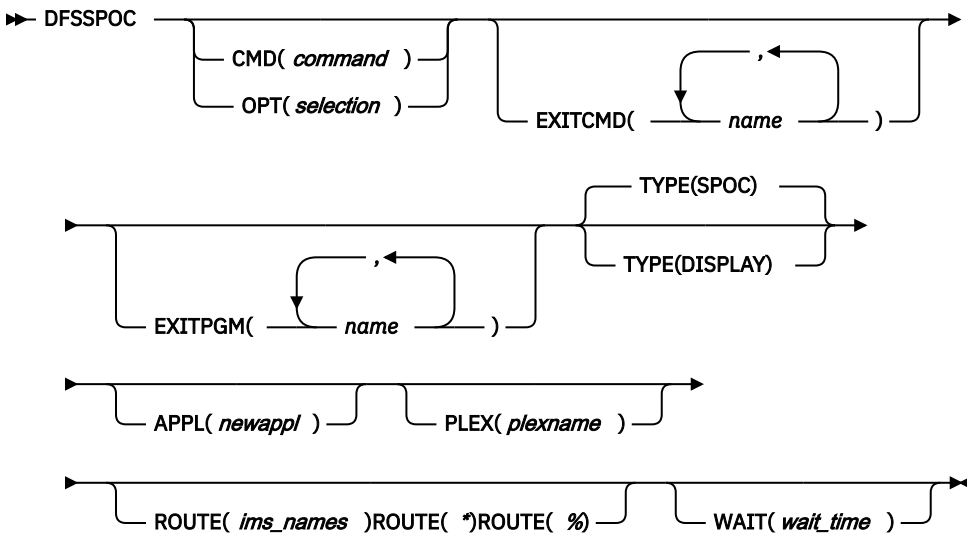 DFSSPOC
CMD( command )
OPT( selection )
,
EXITCMD( name )
TYPE(SPOC)
,
TYPE(DISPLAY)
EXITPGM( name )
APPL( newappl ) PLEX( plexname )
ROUTE( ims_names )ROUTE( *)ROUTE( %) WAIT( wait_time )